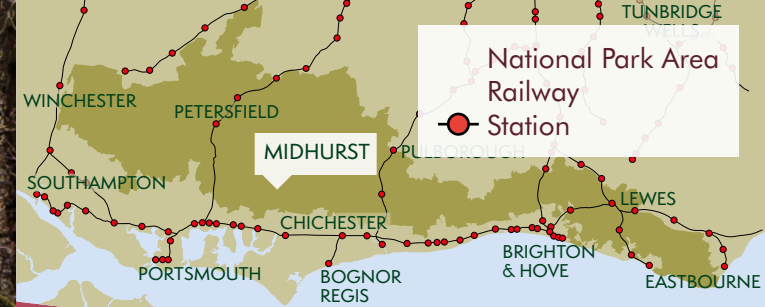 TUNBRIDGE
WELLS
National Park Area
Railway
Station
WINCHESTER
PETERSFIELD
MIDHURST
PULBOROUGH
SOUTHAMPTON
LEWES
CHICHESTER
BRIGHTON
& HOVE
PORTSMOUTH
BOGNOR
REGIS
EASTBOURNE